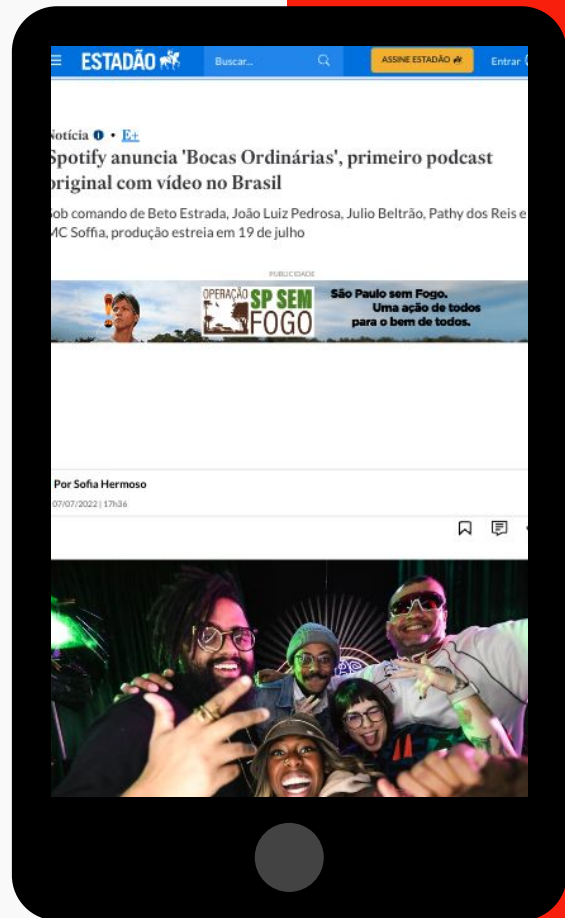 ESTADÃO
Buscar...
ASSINE ESTADÃO
Entrar
Notícia • E+
Spotify anuncia 'Bocas Ordinárias', primeiro podcast
original com vídeo no Brasil
Sob comando de Beto Estrada, João Luiz Pedrosa, Julio Beltrão, Pathy dos Reis e
MC Soffia, produção estreia em 19 de julho
PUBLICIDADE
OPERAÇÃO
SP SEM
FOGO
São Paulo sem Fogo.
Uma ação de todos
para o bem de todos.
Por Sofia Hermoso
07/07/2022 | 17h36